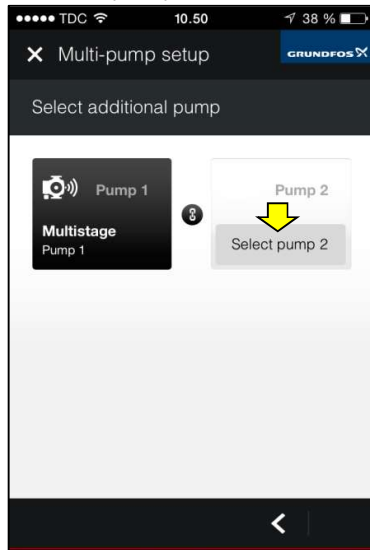 TDC 10.50 38 %
× Multi-pump setup GRUNDFOS
Select additional pump
Pump 1
Multistage
Pump 1
Pump 2
Select pump 2